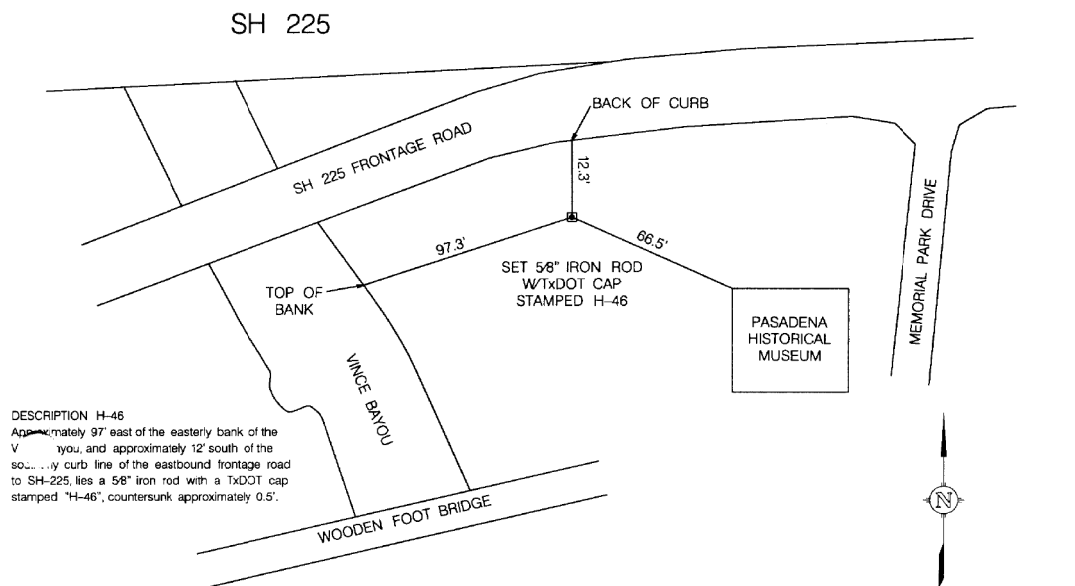 SH 225
BACK OF CURB
SH 225 FRONTAGE ROAD
12.3'
97.3'
66.5'
SET 5/8" IRON ROD
W/TxDOT CAP
STAMPED H-46
TOP OF
BANK
MEMORIAL PARK DRIVE
PASADENA
HISTORICAL
MUSEUM
VINCE BAYOU
DESCRIPTION H-46
97' east of the easterly bank of the
and approximately 12' south of the
curb line of the eastbound frontage road
to SH-225, lies a 5/8" iron rod with a TxDOT cap
stamped "H-46", countersunk approximately 0.5'.
WOODEN FOOT BRIDGE
N